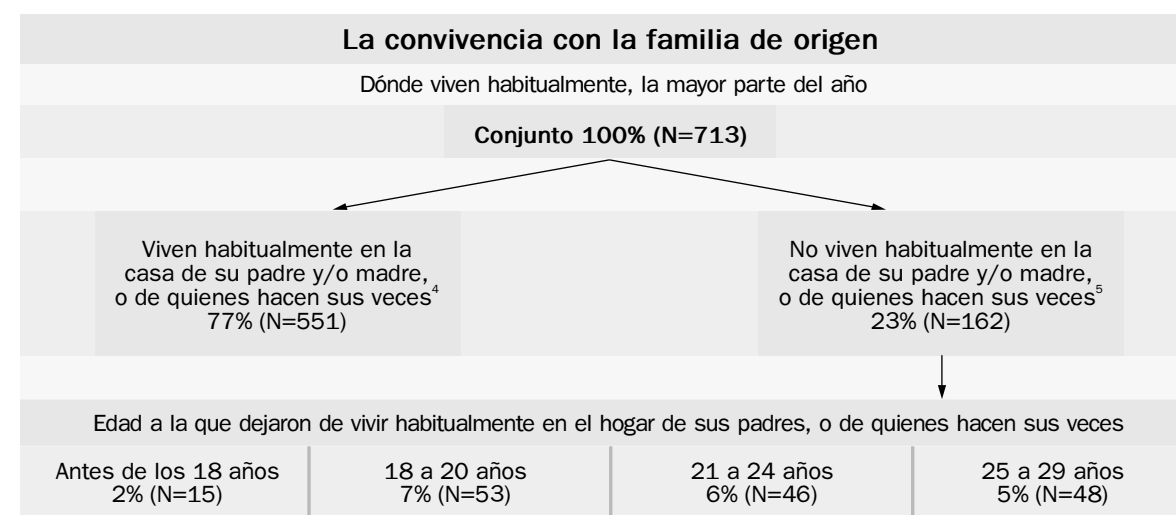 La convivencia con la familia de origen
Dónde viven habitualmente, la mayor parte del año
Conjunto 100% (N=713)
Viven habitualmente en la
casa de su padre y/o madre,
o de quienes hacen sus veces⁴
77% (N=551)
No viven habitualmente en la
casa de su padre y/o madre,
o de quienes hacen sus veces⁵
23% (N=162)
Edad a la que dejaron de vivir habitualmente en el hogar de sus padres, o de quienes hacen sus veces
Antes de los 18 años
2% (N=15)
18 a 20 años
7% (N=53)
21 a 24 años
6% (N=46)
25 a 29 años
5% (N=48)